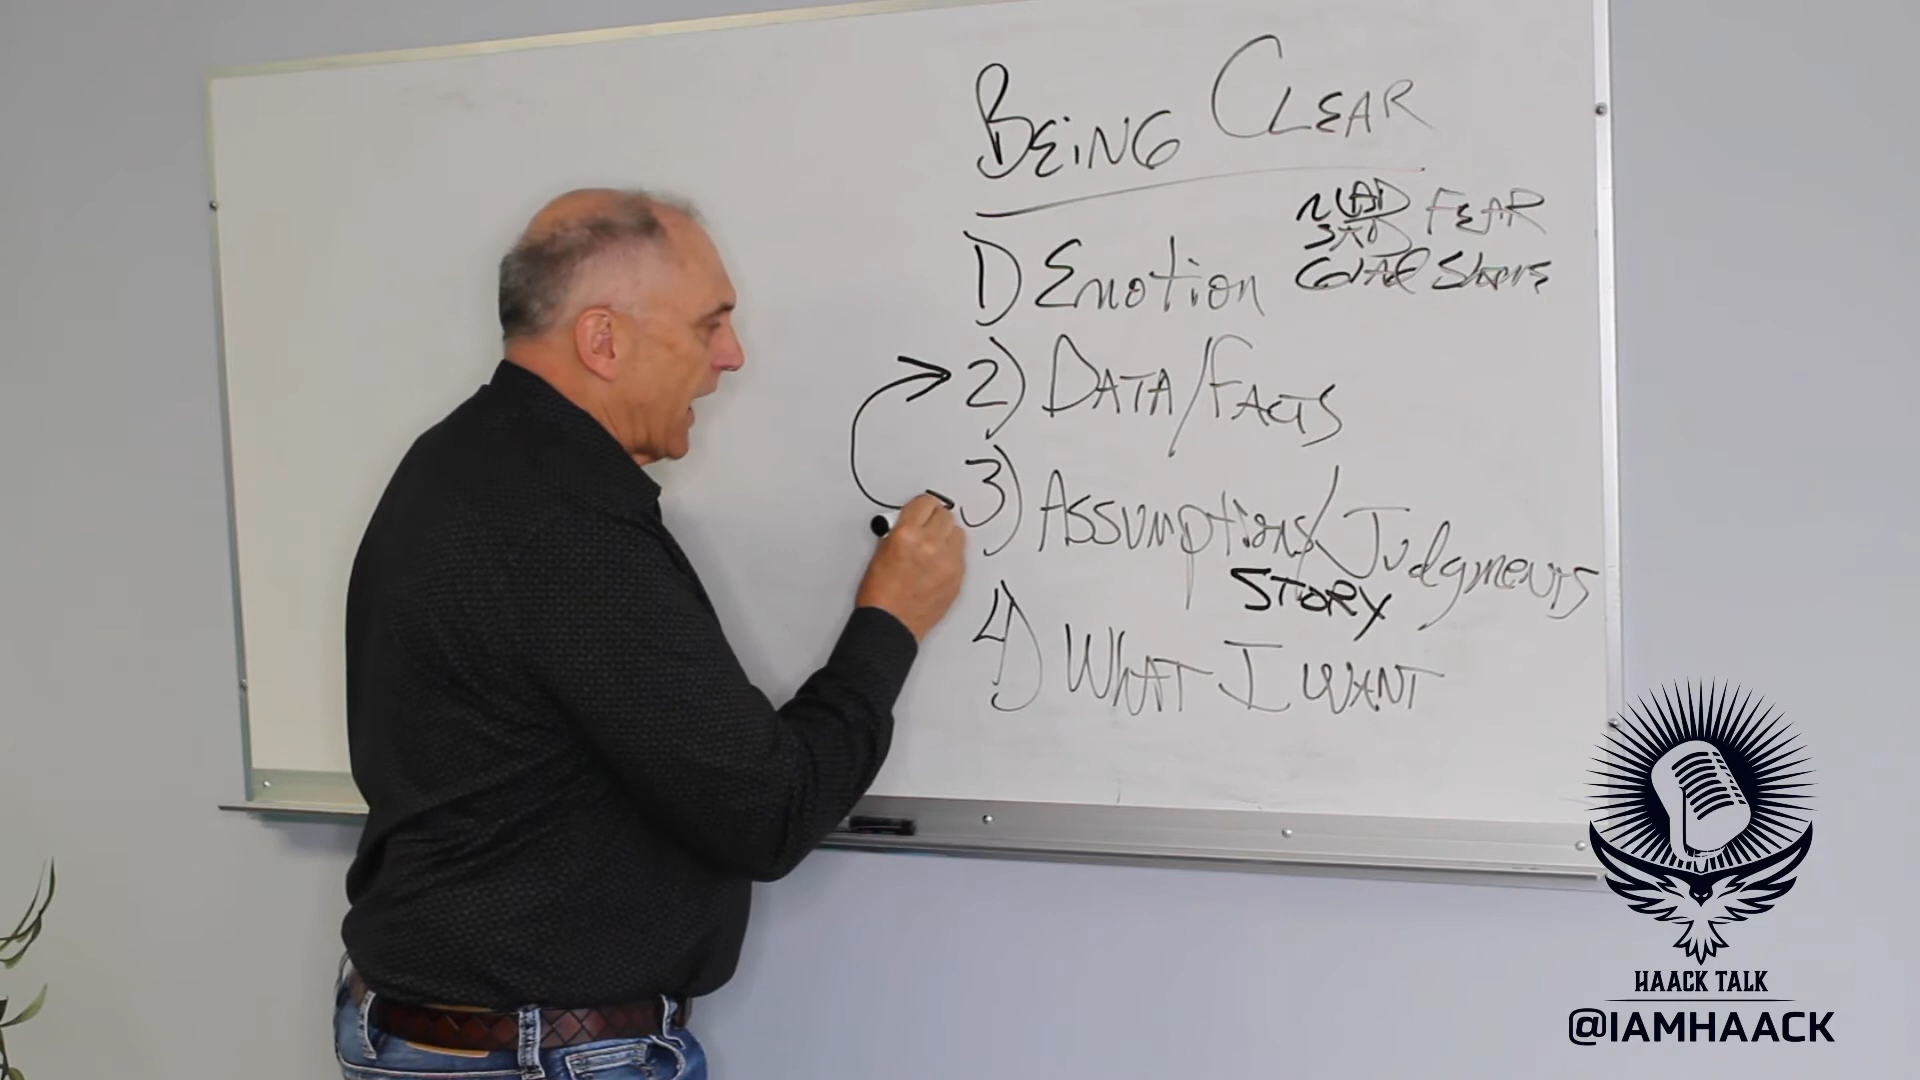 BEING CLEAR
MAD FEAR
SAD
1) Emotion
2) DATA/FACTS
3) Assumptions/Judgments
STORY
4) WHAT I WANT
HAACK TALK
@IAMHAACK